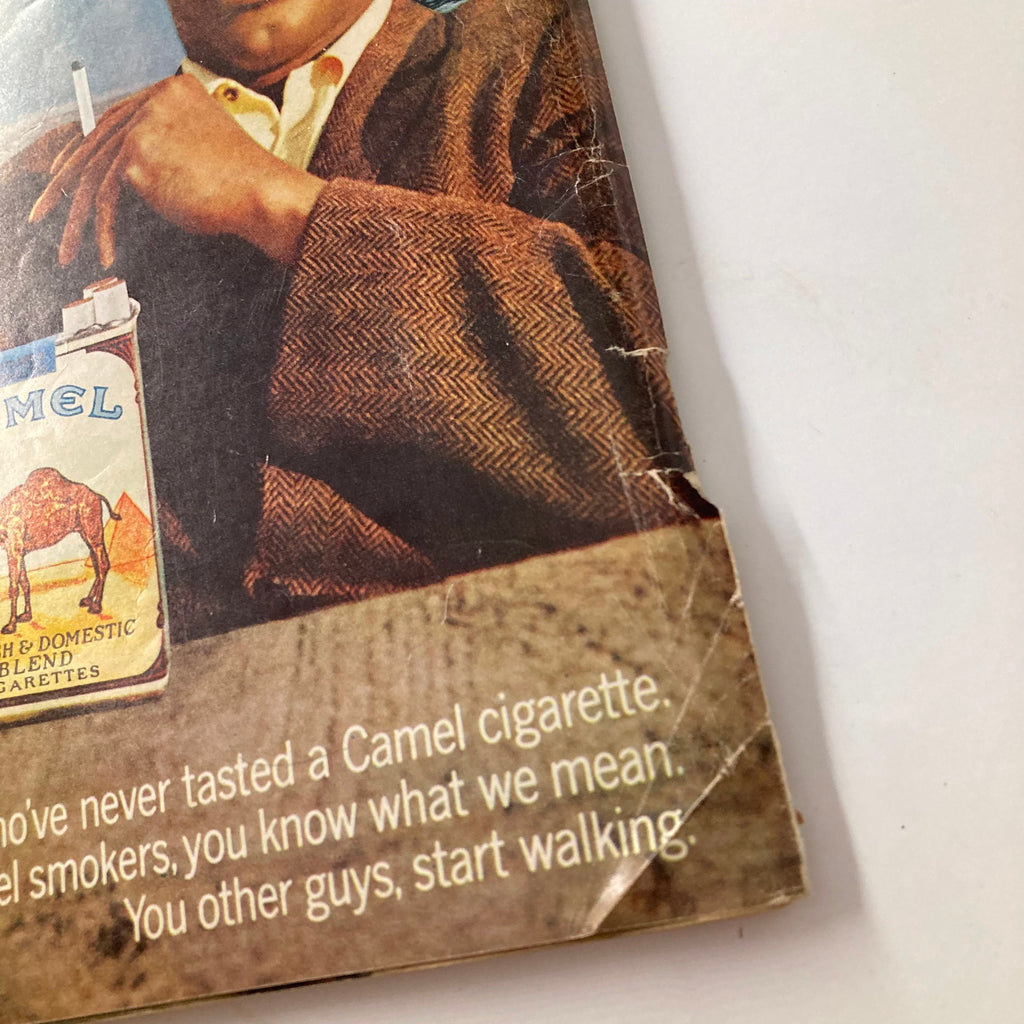 MEL
H & DOMESTIC
BLEND
GARETTES
ho've never tasted a Camel cigarette.
el smokers, you know what we mean.
You other guys, start walking.